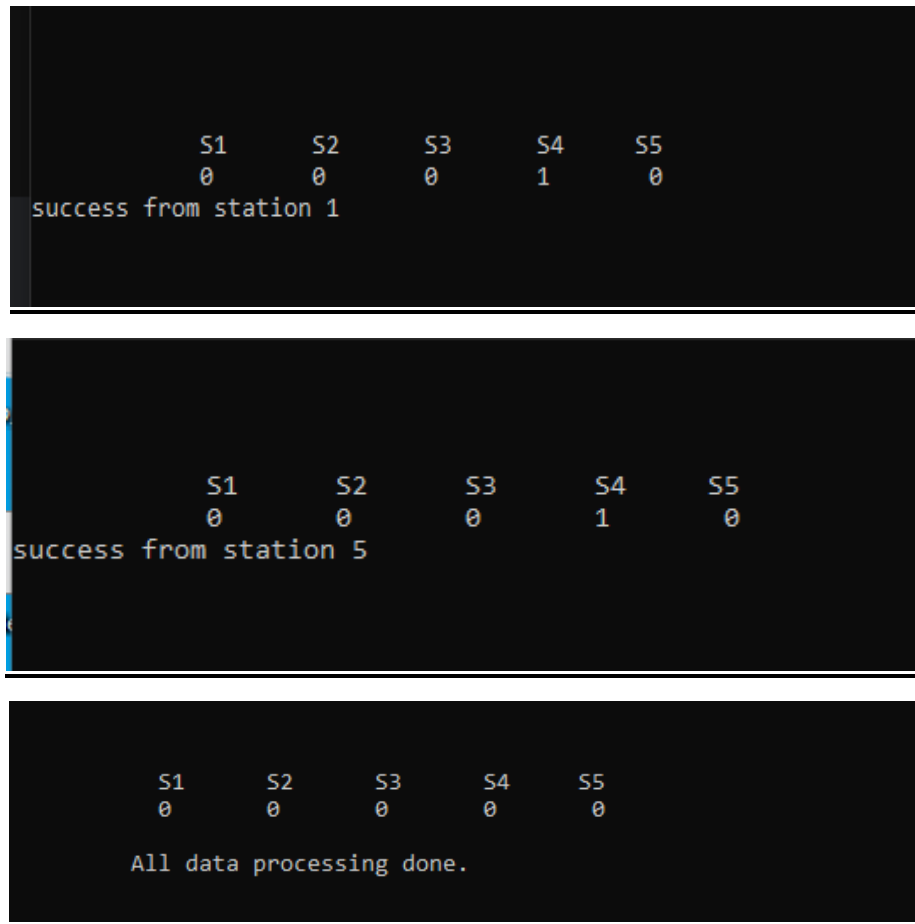 S1 S2 S3 S4 S5
0 0 0 1 0
success from station 1
S1 S2 S3 S4 S5
0 0 0 1 0
success from station 5
S1 S2 S3 S4 S5
0 0 0 0 0
All data processing done.